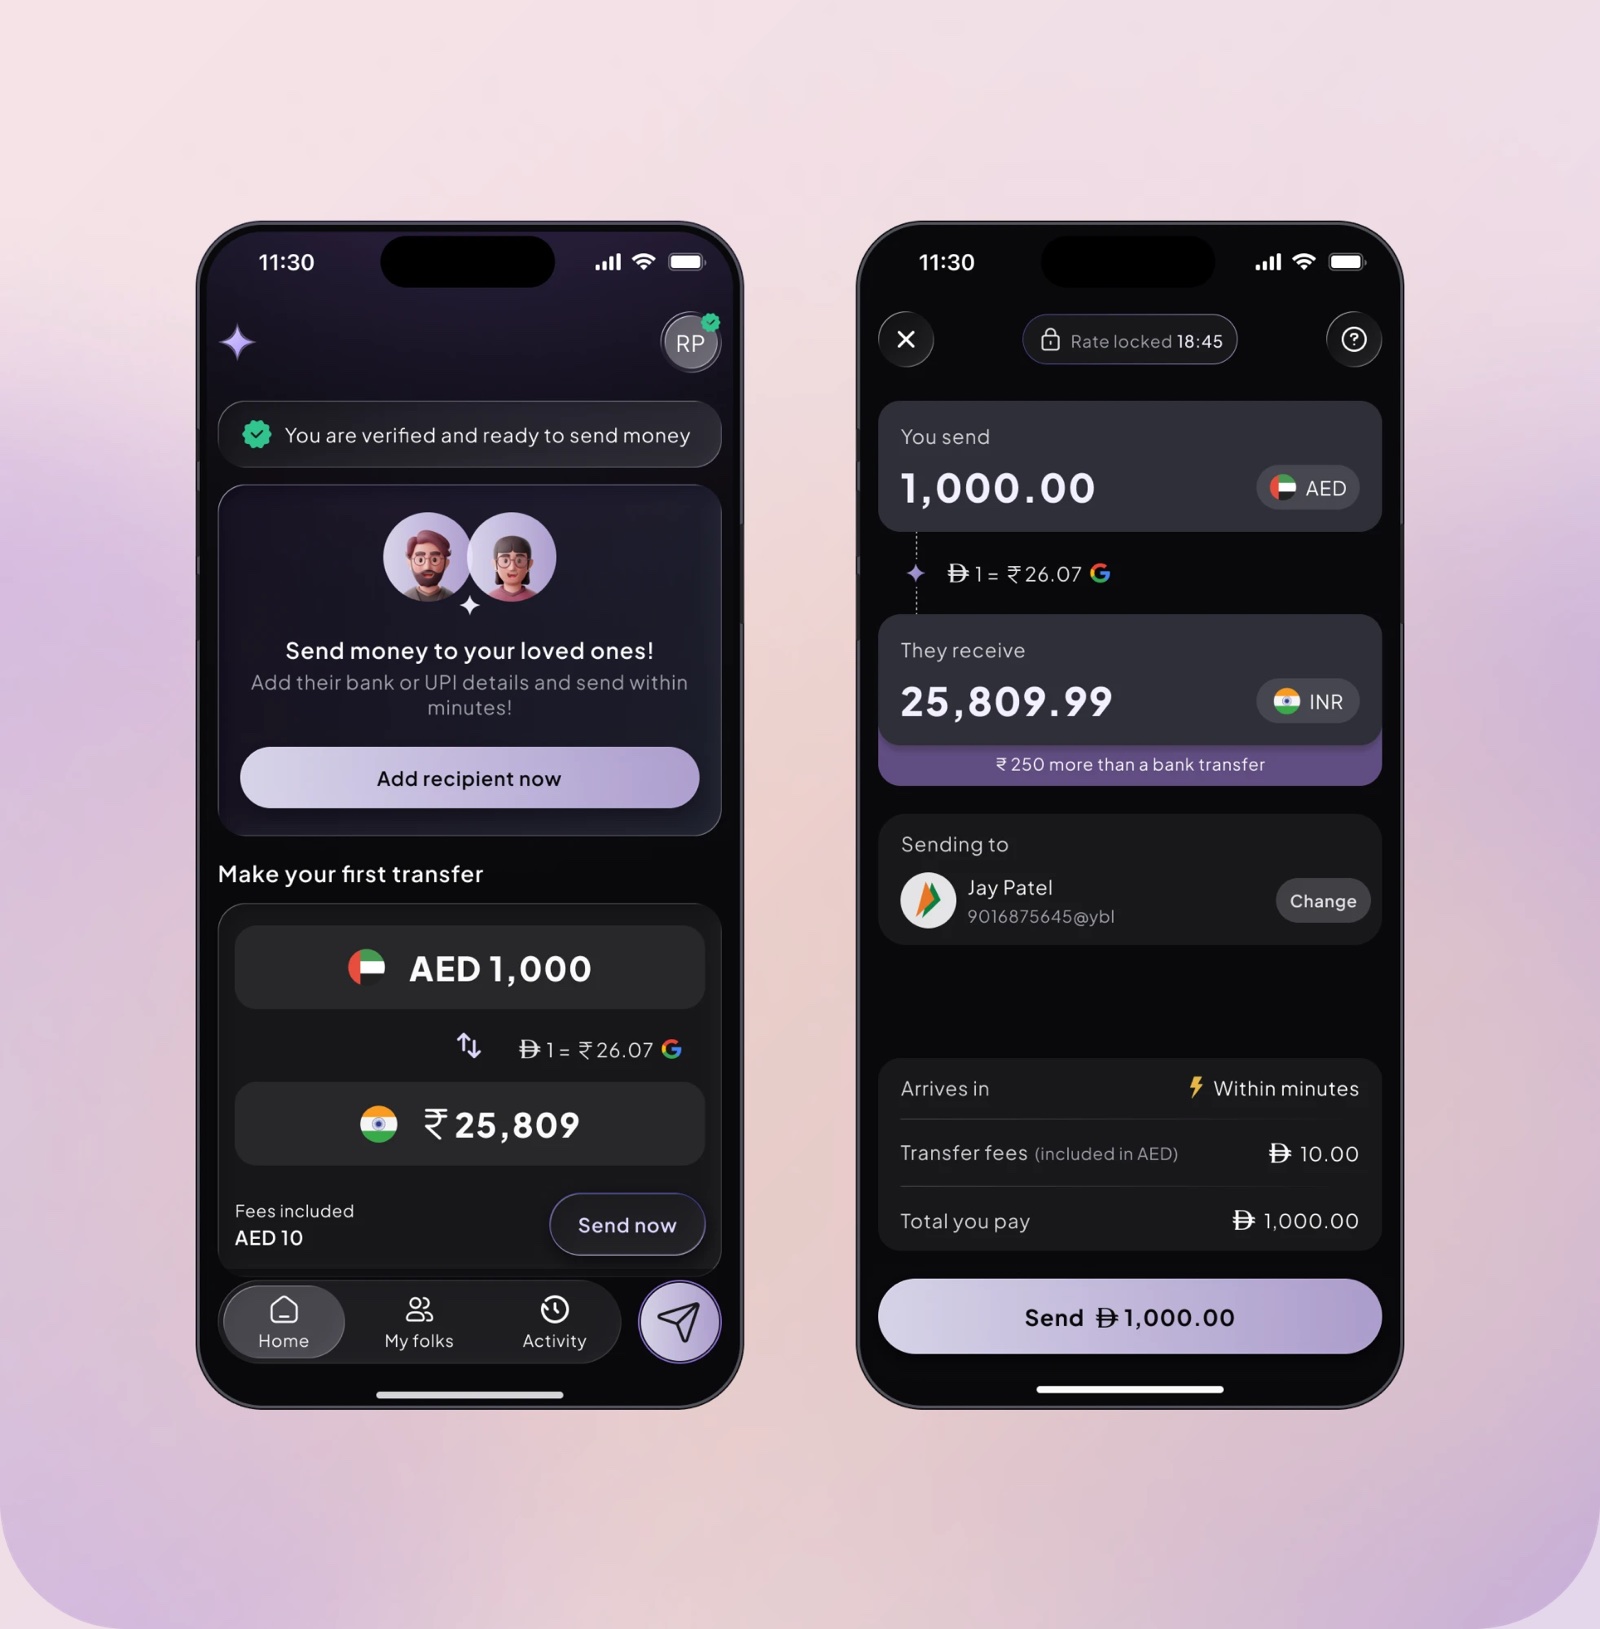 11:30
RP
You are verified and ready to send money
Send money to your loved ones!
Add their bank or UPI details and send within
minutes!
Add recipient now
Make your first transfer
AED 1,000
1 = ₹26.07
₹25,809
Fees included
AED 10
Send now
Home
My folks
Activity
11:30
Rate locked 18:45
You send
1,000.00
AED
1 = ₹26.07
They receive
25,809.99
INR
₹250 more than a bank transfer
Sending to
Jay Patel
9016875645@ybl
Change
Arrives in
Within minutes
Transfer fees (included in AED)
10.00
Total you pay
1,000.00
Send 1,000.00